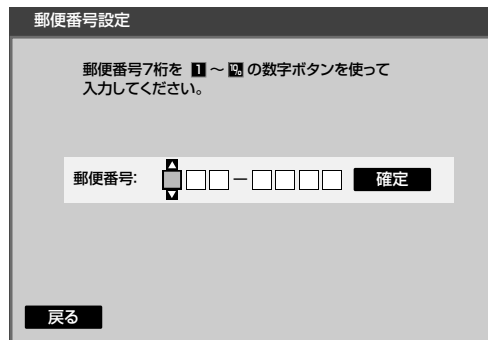 郵便番号設定
郵便番号7桁を 1 ~ 10 の数字ボタンを使って
入力してください。
郵便番号: □□□-□□□□ 確定
戻る